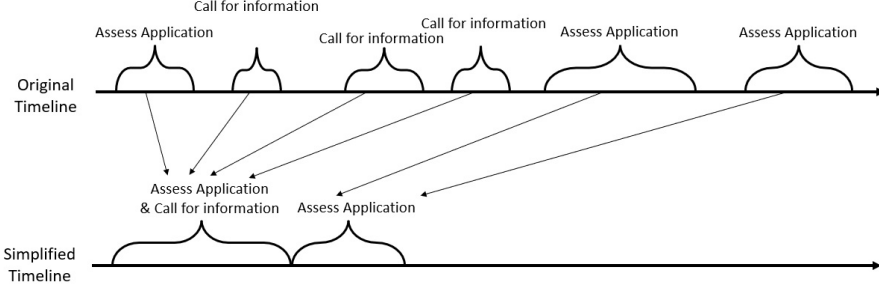 Call for information
Assess Application
Call for information
Call for information
Assess Application
Assess Application
Original
Timeline
Assess Application
& Call for information
Assess Application
Simplified
Timeline